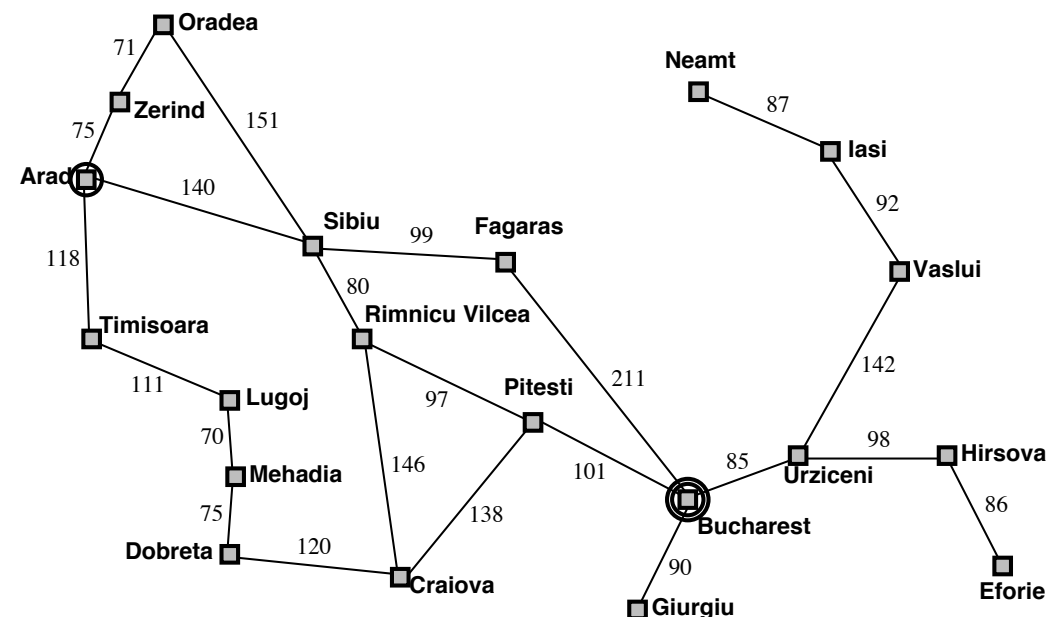 Oradea
71
Neamt
87
Zerind
151
75
Iasi
Arad
140
92
Sibiu
Fagaras
99
118
Vaslui
80
Rimnicu Vilcea
Timisoara
142
111
211
Lugoj
97
Pitesti
70
98
Hirsova
146
101
85
Mehadia
Urziceni
75
138
86
Bucharest
Dobreta
120
90
Craiova
Eforie
Giurgiu